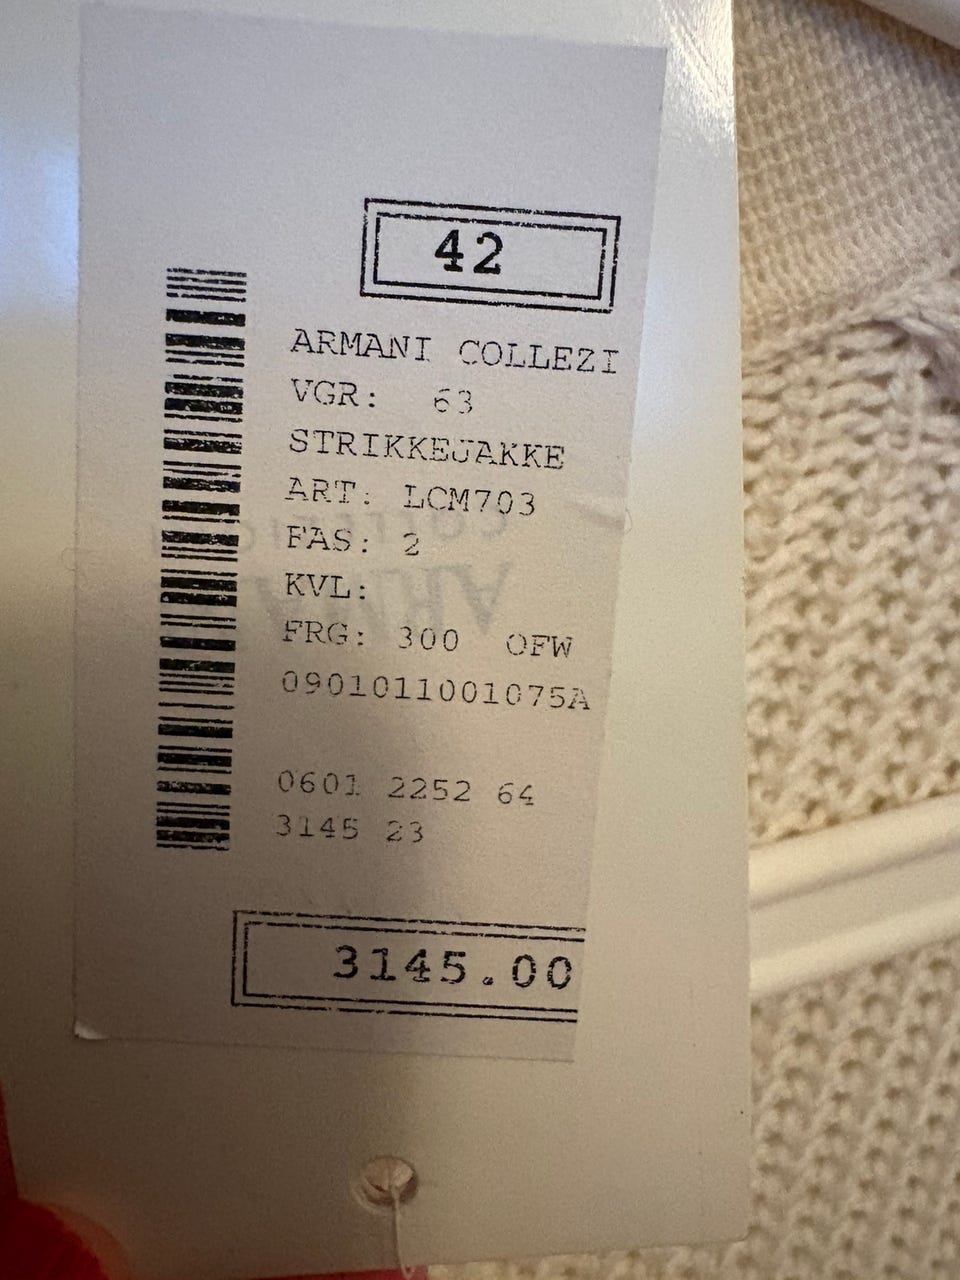 42
ARMANI COLLEZI
VGR: 63
STRIKKEJAKKE
ART: LCM703
FAS: 2
KVL:
FRG: 300 OFW
0901011001075A
0601 2252 64
3145 23
3145.00